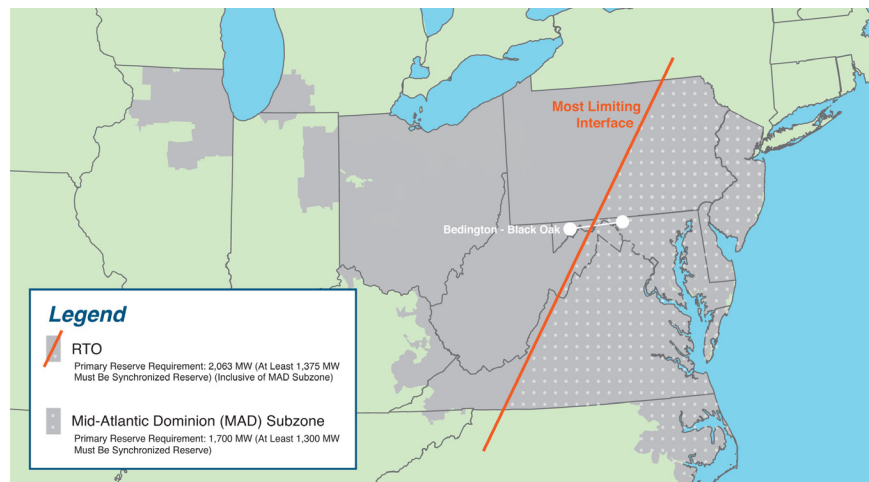 Most Limiting
Interface
Bedington - Black Oak
Legend
RTO
Primary Reserve Requirement: 2,063 MW (At Least 1,375 MW
Must Be Synchronized Reserve) (Inclusive of MAD Subzone)
Mid-Atlantic Dominion (MAD) Subzone
Primary Reserve Requirement: 1,700 MW (At Least 1,300 MW
Must Be Synchronized Reserve)